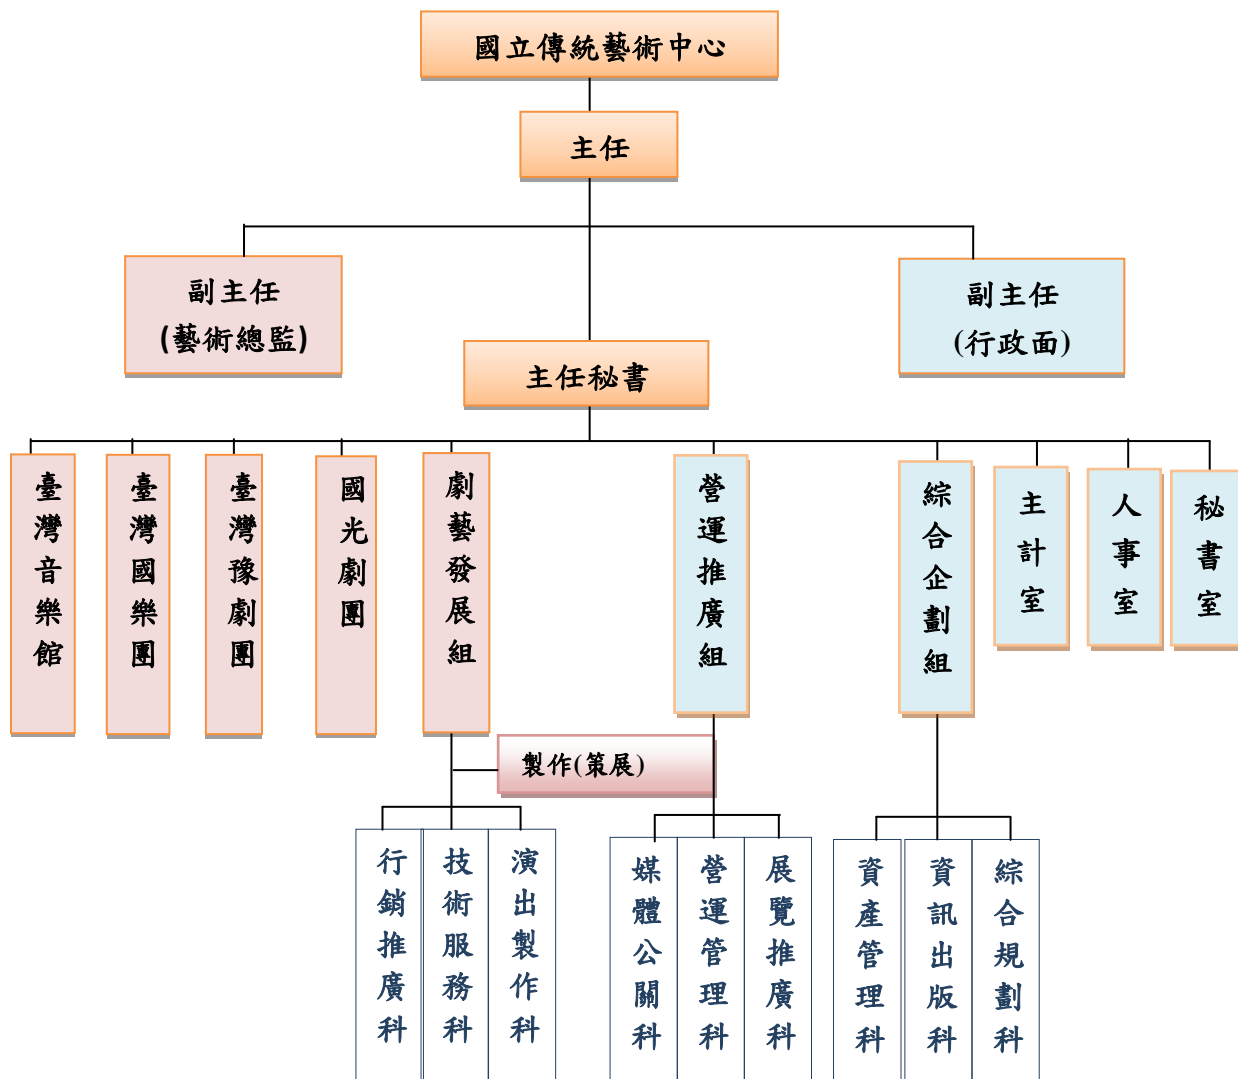 國立傳統藝術中心
主任
副主任
(藝術總監)
副主任
(行政面)
主任秘書
臺灣音樂館
臺灣國樂團
臺灣豫劇團
國光劇團
劇藝發展組
營運推廣組
綜合企劃組
主計室
人事室
秘書室
製作(策展)
行銷推廣科
技術服務科
演出製作科
媒體公關科
營運管理科
展覽推廣科
資產管理科
資訊出版科
綜合規劃科